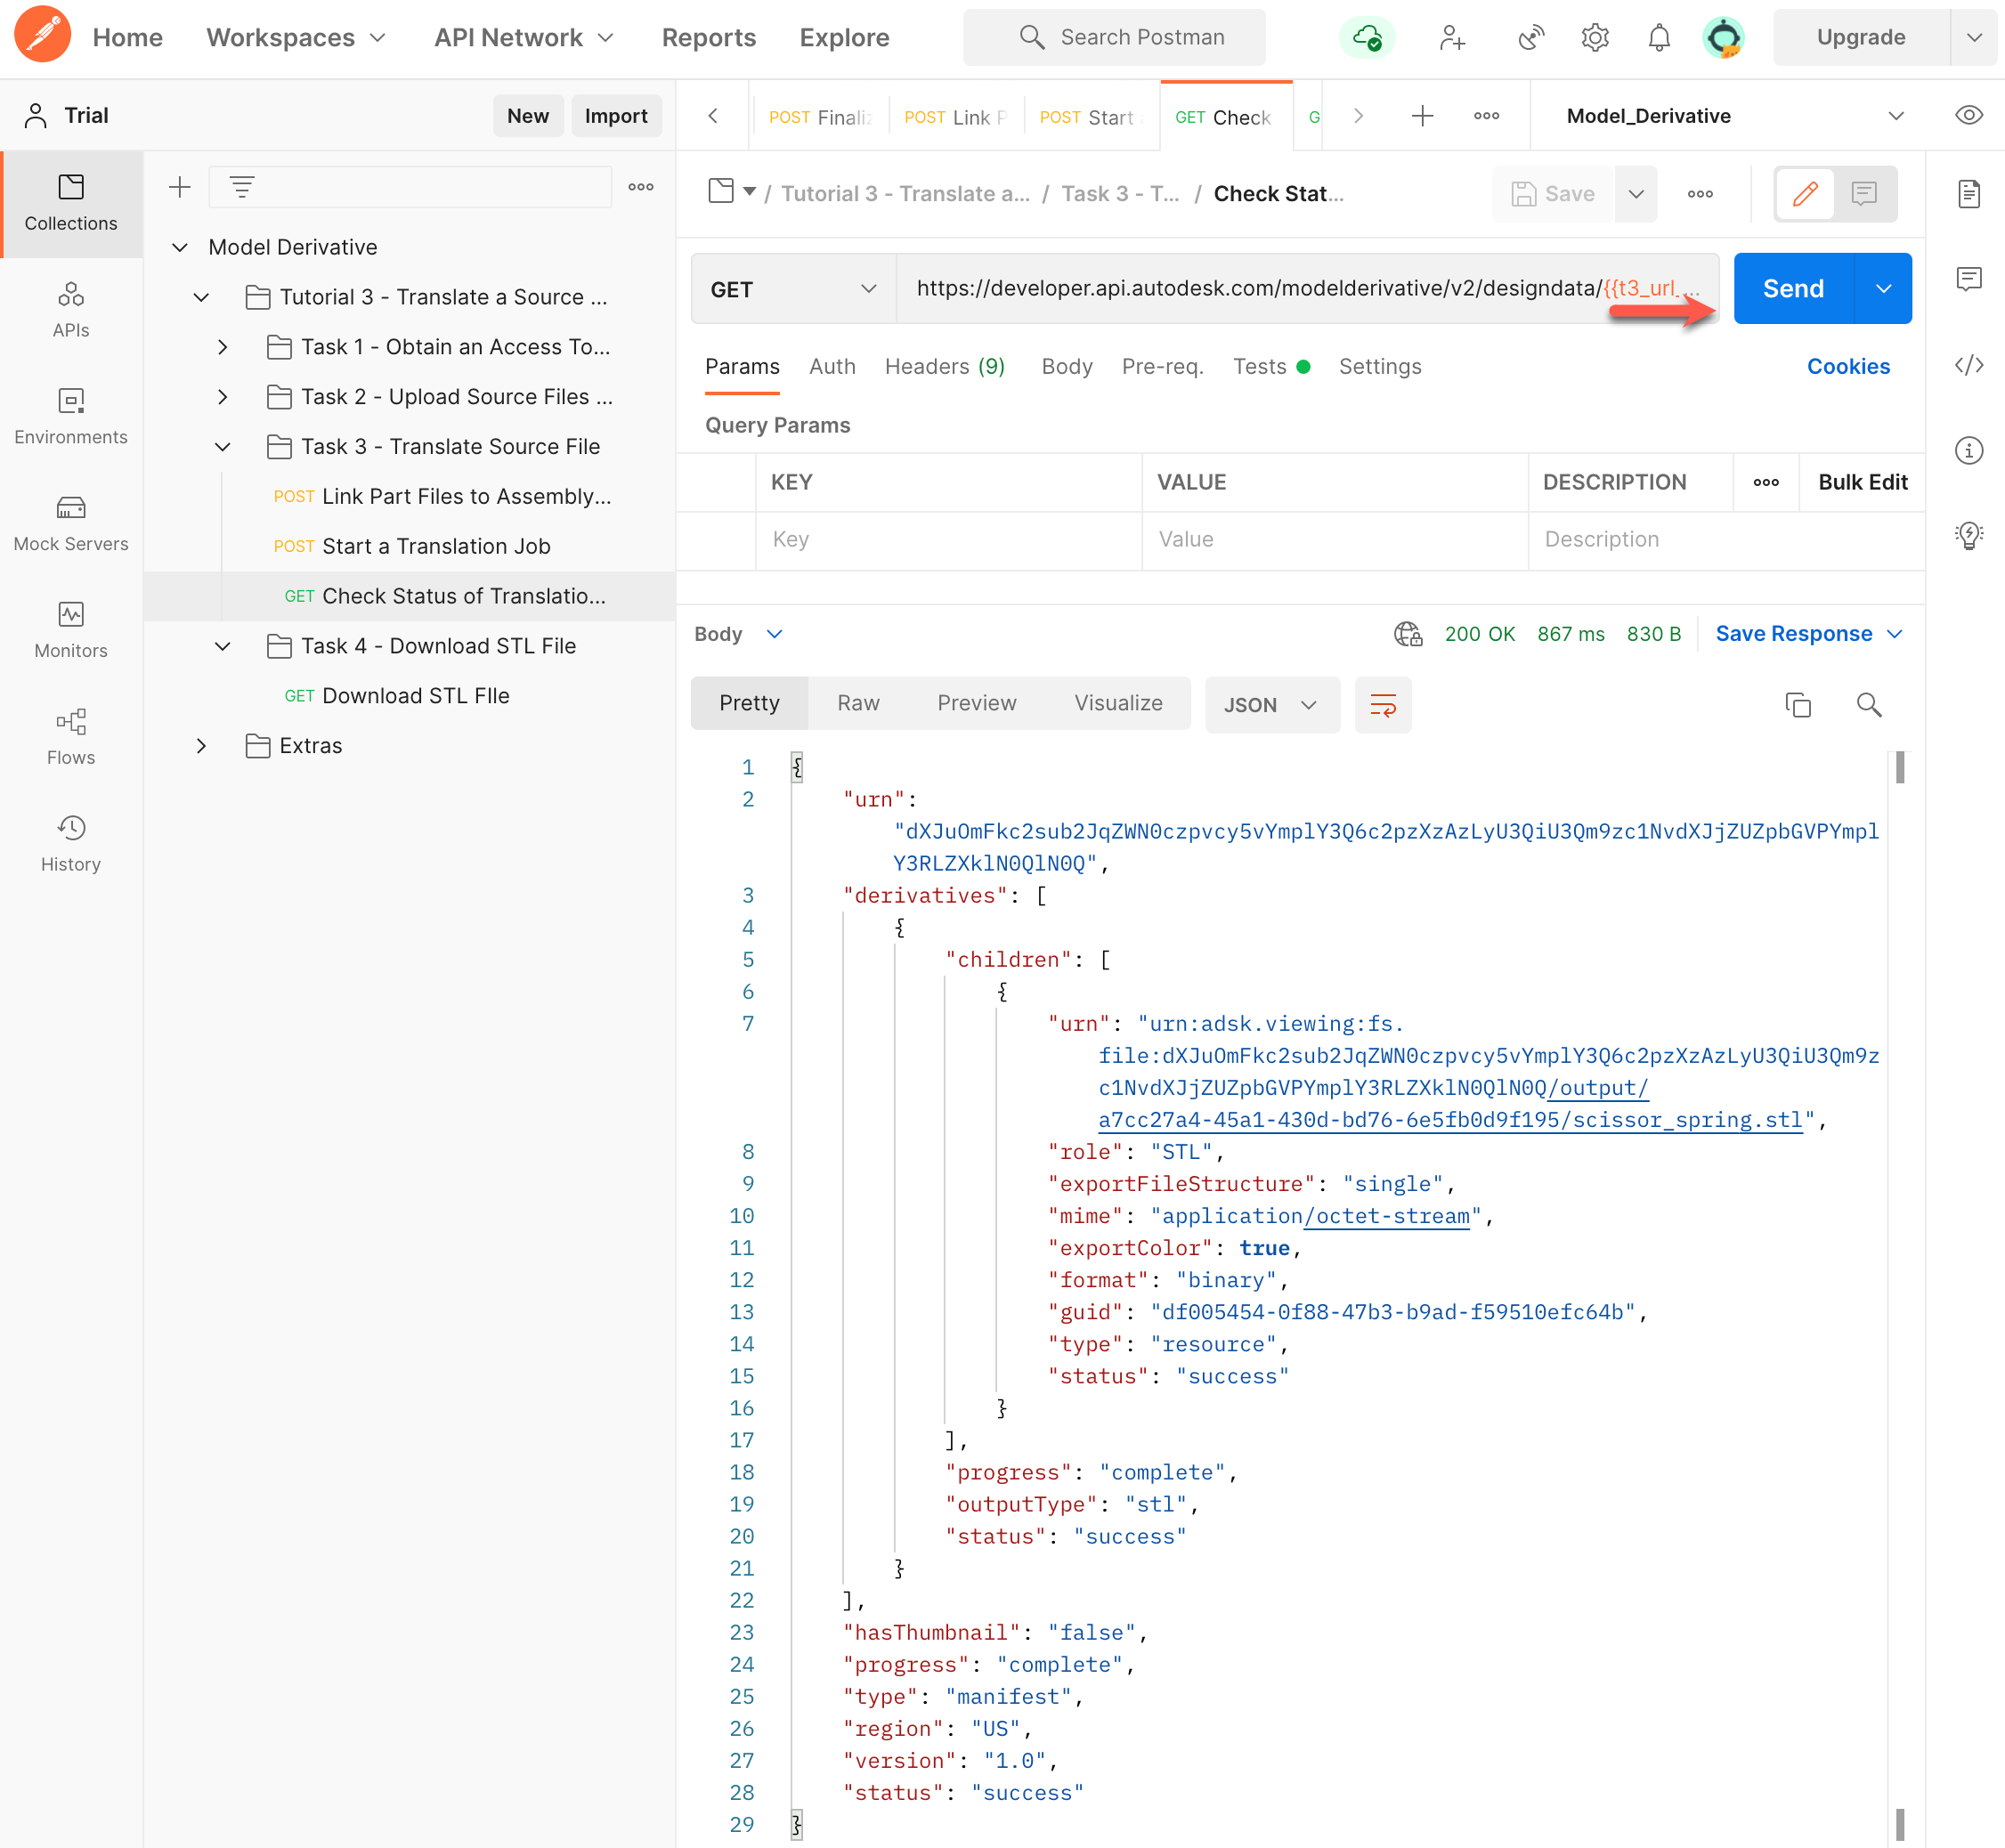 Home Workspaces API Network Reports Explore Search Postman Upgrade
Trial New Import
POST Finaliz POST Link P POST Start GET Check G ooo Model_Derivative
Collections
APIs
Environments
Mock Servers
Monitors
Flows
History
Model Derivative
Tutorial 3 - Translate a Source ...
Task 1 - Obtain an Access To...
Task 2 - Upload Source Files ...
Task 3 - Translate Source File
POST Link Part Files to Assembly...
POST Start a Translation Job
GET Check Status of Translatio...
Task 4 - Download STL File
GET Download STL FIle
Extras
/ Tutorial 3 - Translate a... / Task 3 - T... / Check Stat... Save
GET https://developer.api.autodesk.com/modelderivative/v2/designdata/{{t3_url_... Send
Params Auth Headers (9) Body Pre-req. Tests Settings Cookies
Query Params
KEY VALUE DESCRIPTION ooo Bulk Edit
Key Value Description
Body 200 OK 867 ms 830 B Save Response
Pretty Raw Preview Visualize JSON
1 {
2 "urn":
"dXJuOmFkc2sub2JqZWN0czpvcy5vYmplY3Q6c2pzXzAzLyU3QiU3Qm9zc1NvdXJjZUZpbGVPYmpl
Y3RLZXklN0QlN0Q",
3 "derivatives": [
4 {
5 "children": [
6 {
7 "urn": "urn:adsk.viewing:fs.
file:dXJuOmFkc2sub2JqZWN0czpvcy5vYmplY3Q6c2pzXzAzLyU3QiU3Qm9z
c1NvdXJjZUZpbGVPYmplY3RLZXklN0QlN0Q/output/
a7cc27a4-45a1-430d-bd76-6e5fb0d9f195/scissor_spring.stl",
8 "role": "STL",
9 "exportFileStructure": "single",
10 "mime": "application/octet-stream",
11 "exportColor": true,
12 "format": "binary",
13 "guid": "df005454-0f88-47b3-b9ad-f59510efc64b",
14 "type": "resource",
15 "status": "success"
16 }
17 ],
18 "progress": "complete",
19 "outputType": "stl",
20 "status": "success"
21 }
22 ],
23 "hasThumbnail": "false",
24 "progress": "complete",
25 "type": "manifest",
26 "region": "US",
27 "version": "1.0",
28 "status": "success"
29 }